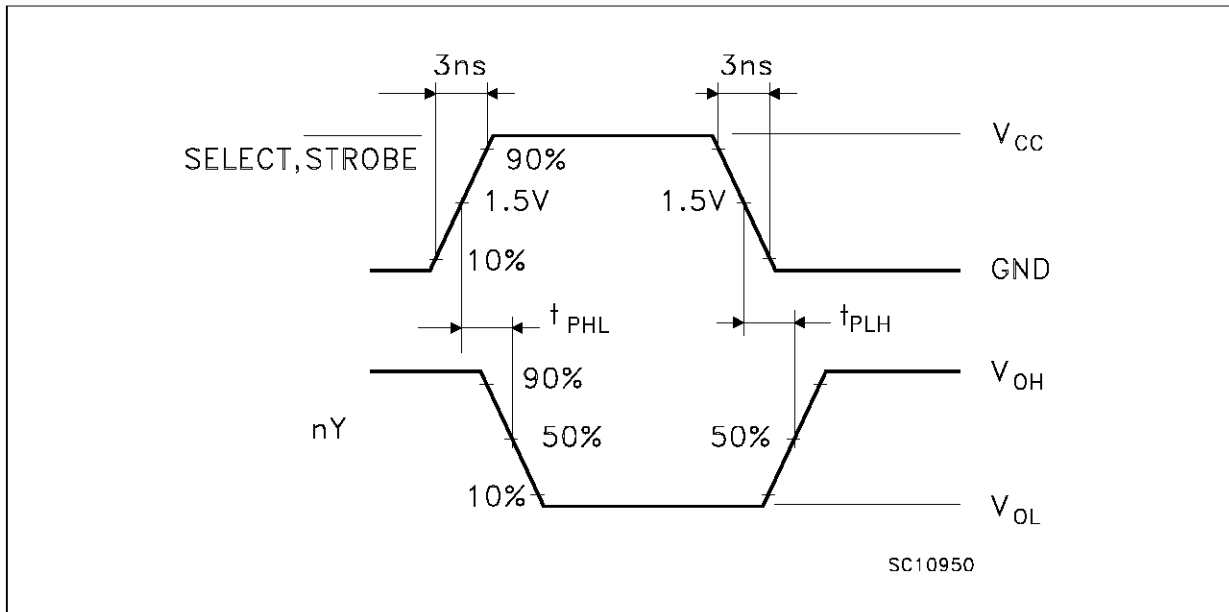 3ns 3ns
SELECT,STROBE
V_CC
90%
1.5V 1.5V
10%
GND
t_PHL t_PLH
90%
V_OH
nY
50% 50%
10%
V_OL
SC10950